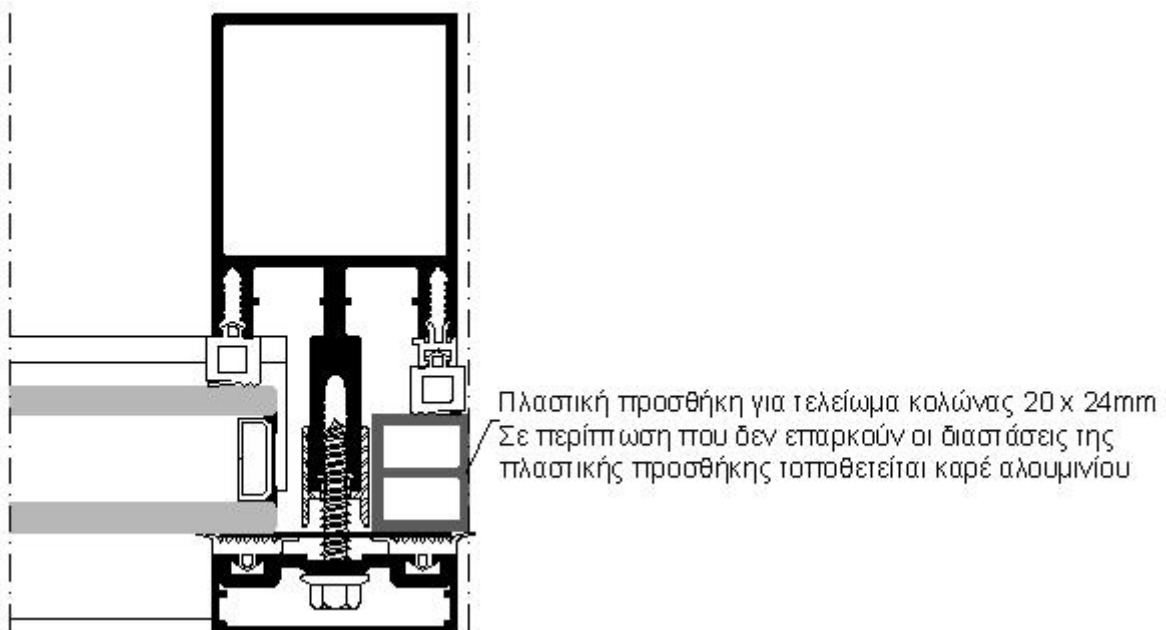 Πλαστική προσθήκη για τελείωμα κολώνας 20 x 24mm
Σε περίπτωση που δεν επαρκούν οι διαστάσεις της
πλαστικής προσθήκης τοποθετείται καρέ αλουμινίου